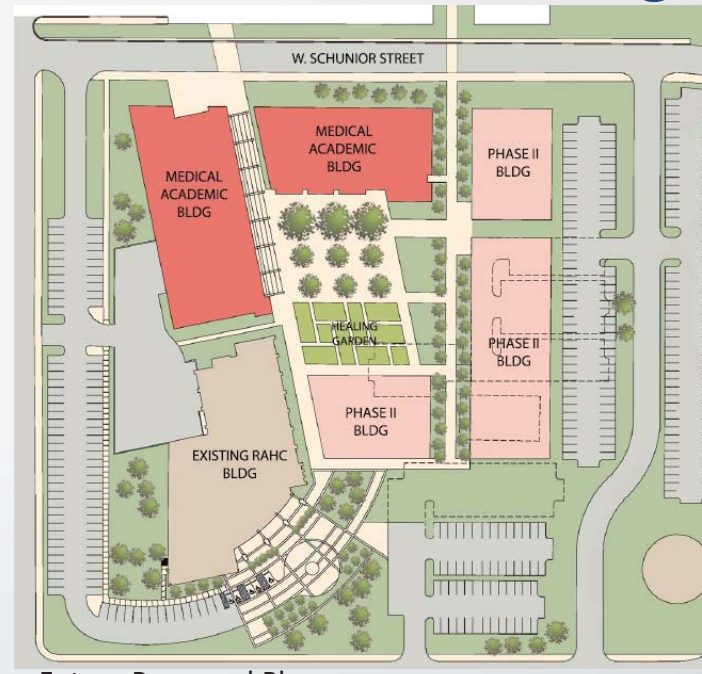 W. SCHUNIOR STREET
MEDICAL
ACADEMIC
BLDG
MEDICAL
ACADEMIC
BLDG
PHASE II
BLDG
HEALING
GARDEN
PHASE II
BLDG
PHASE II
BLDG
EXISTING RAHC
BLDG